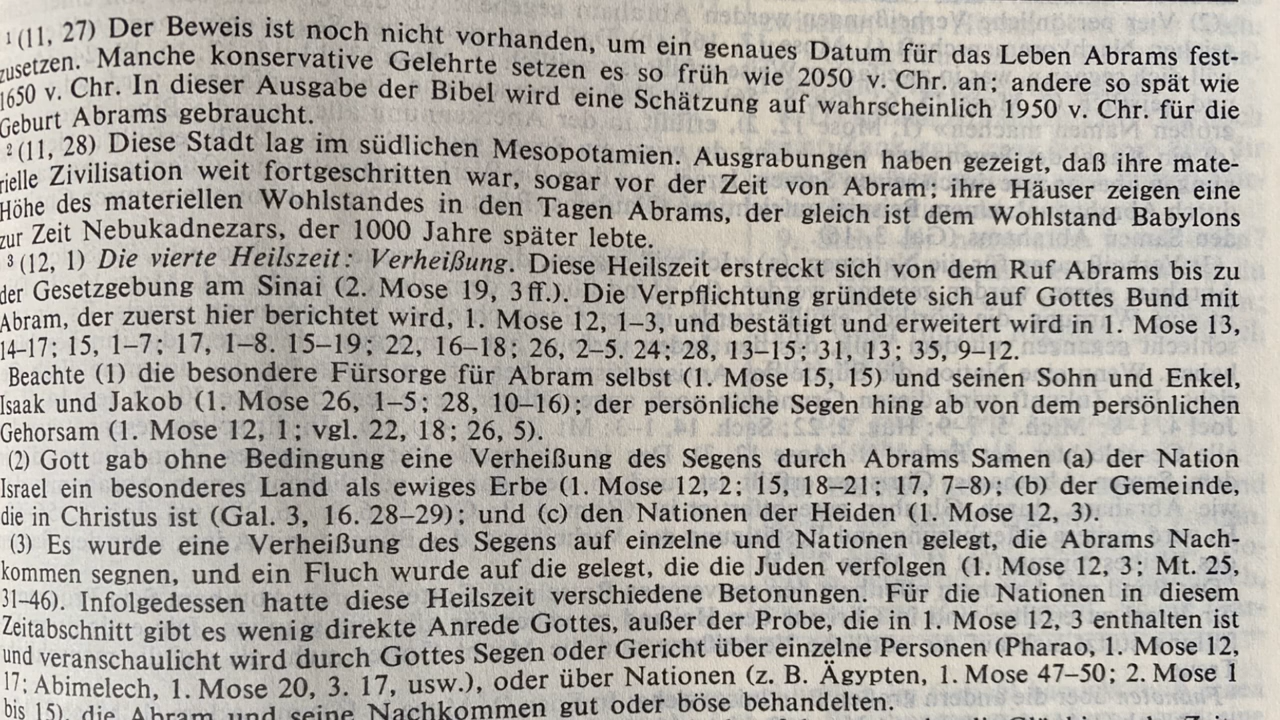 ¹ (11, 27) Der Beweis ist noch nicht vorhanden, um ein genaues Datum für das Leben Abrams fest-
zusetzen. Manche konservative Gelehrte setzen es so früh wie 2050 v. Chr. an; andere so spät wie
1650 v. Chr. In dieser Ausgabe der Bibel wird eine Schätzung auf wahrscheinlich 1950 v. Chr. für die
Geburt Abrams gebraucht.
² (11, 28) Diese Stadt lag im südlichen Mesopotamien. Ausgrabungen haben gezeigt, daß ihre mate-
rielle Zivilisation weit fortgeschritten war, sogar vor der Zeit von Abram; ihre Häuser zeigen eine
Höhe des materiellen Wohlstandes in den Tagen Abrams, der gleich ist dem Wohlstand Babylons
zur Zeit Nebukadnezars, der 1000 Jahre später lebte.
³ (12, 1) Die vierte Heilszeit: Verheißung. Diese Heilszeit erstreckt sich von dem Ruf Abrams bis zu
der Gesetzgebung am Sinai (2. Mose 19, 3 ff.). Die Verpflichtung gründete sich auf Gottes Bund mit
Abram, der zuerst hier berichtet wird, 1. Mose 12, 1–3, und bestätigt und erweitert wird in 1. Mose 13,
14–17; 15, 1–7; 17, 1–8. 15–19; 22, 16–18; 26, 2–5. 24; 28, 13–15; 31, 13; 35, 9–12.
Beachte (1) die besondere Fürsorge für Abram selbst (1. Mose 15, 15) und seinen Sohn und Enkel,
Isaak und Jakob (1. Mose 26, 1–5; 28, 10–16); der persönliche Segen hing ab von dem persönlichen
Gehorsam (1. Mose 12, 1; vgl. 22, 18; 26, 5).
(2) Gott gab ohne Bedingung eine Verheißung des Segens durch Abrams Samen (a) der Nation
Israel ein besonderes Land als ewiges Erbe (1. Mose 12, 2; 15, 18–21; 17, 7–8); (b) der Gemeinde,
die in Christus ist (Gal. 3, 16. 28–29); und (c) den Nationen der Heiden (1. Mose 12, 3).
(3) Es wurde eine Verheißung des Segens auf einzelne und Nationen gelegt, die Abrams Nach-
kommen segnen, und ein Fluch wurde auf die gelegt, die die Juden verfolgen (1. Mose 12, 3; Mt. 25,
31–46). Infolgedessen hatte diese Heilszeit verschiedene Betonungen. Für die Nationen in diesem
Zeitabschnitt gibt es wenig direkte Anrede Gottes, außer der Probe, die in 1. Mose 12, 3 enthalten ist
und veranschaulicht wird durch Gottes Segen oder Gericht über einzelne Personen (Pharao, 1. Mose 12,
17; Abimelech, 1. Mose 20, 3. 17, usw.), oder über Nationen (z. B. Ägypten, 1. Mose 47–50; 2. Mose 1
bis 15), die Abram und seine Nachkommen gut oder böse behandelten.